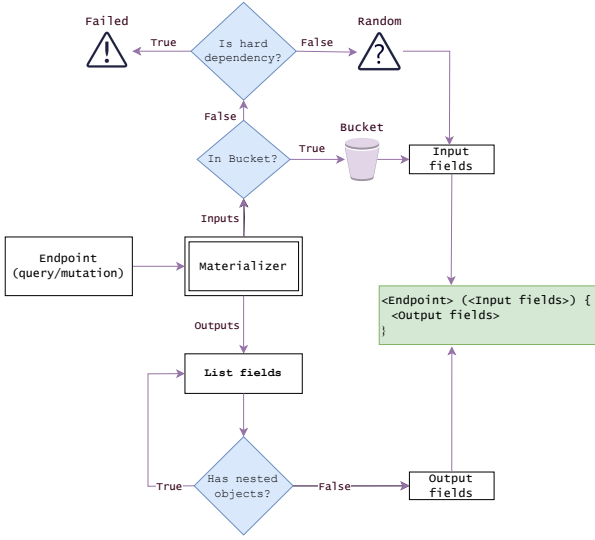 Failed
True
Is hard
dependency?
False
Random
!
?
False
Bucket
In Bucket?
True
Input
fields
Inputs
Endpoint
(query/mutation)
Materializer
<Endpoint> (<Input fields>) {
<Output fields>
}
Outputs
List fields
Has nested
objects?
True
False
Output
fields